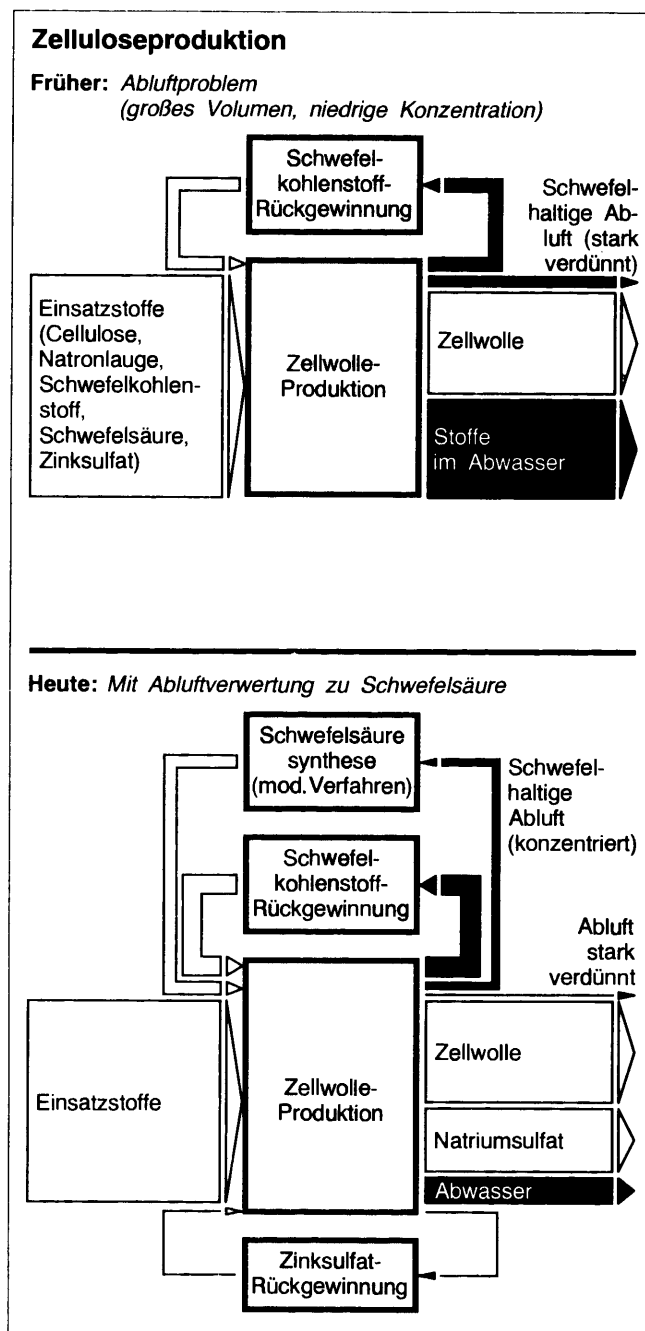 Zelluloseproduktion
Früher: Abluftproblem
(großes Volumen, niedrige Konzentration)
Schwefel-
kohlenstoff-
Rückgewinnung
Schwefel-
haltige Ab-
luft (stark
verdünnt)
Einsatzstoffe
(Cellulose,
Natronlauge,
Schwefelkohlen-
stoff,
Schwefelsäure,
Zinksulfat)
Zellwolle-
Produktion
Zellwolle
Stoffe
im Abwasser
Heute: Mit Abluftverwertung zu Schwefelsäure
Schwefelsäure
synthese
(mod. Verfahren)
Schwefel-
haltige
Abluft
(konzentriert)
Schwefel-
kohlenstoff-
Rückgewinnung
Abluft
stark
verdünnt
Einsatzstoffe
Zellwolle-
Produktion
Zellwolle
Natriumsulfat
Abwasser
Zinksulfat-
Rückgewinnung